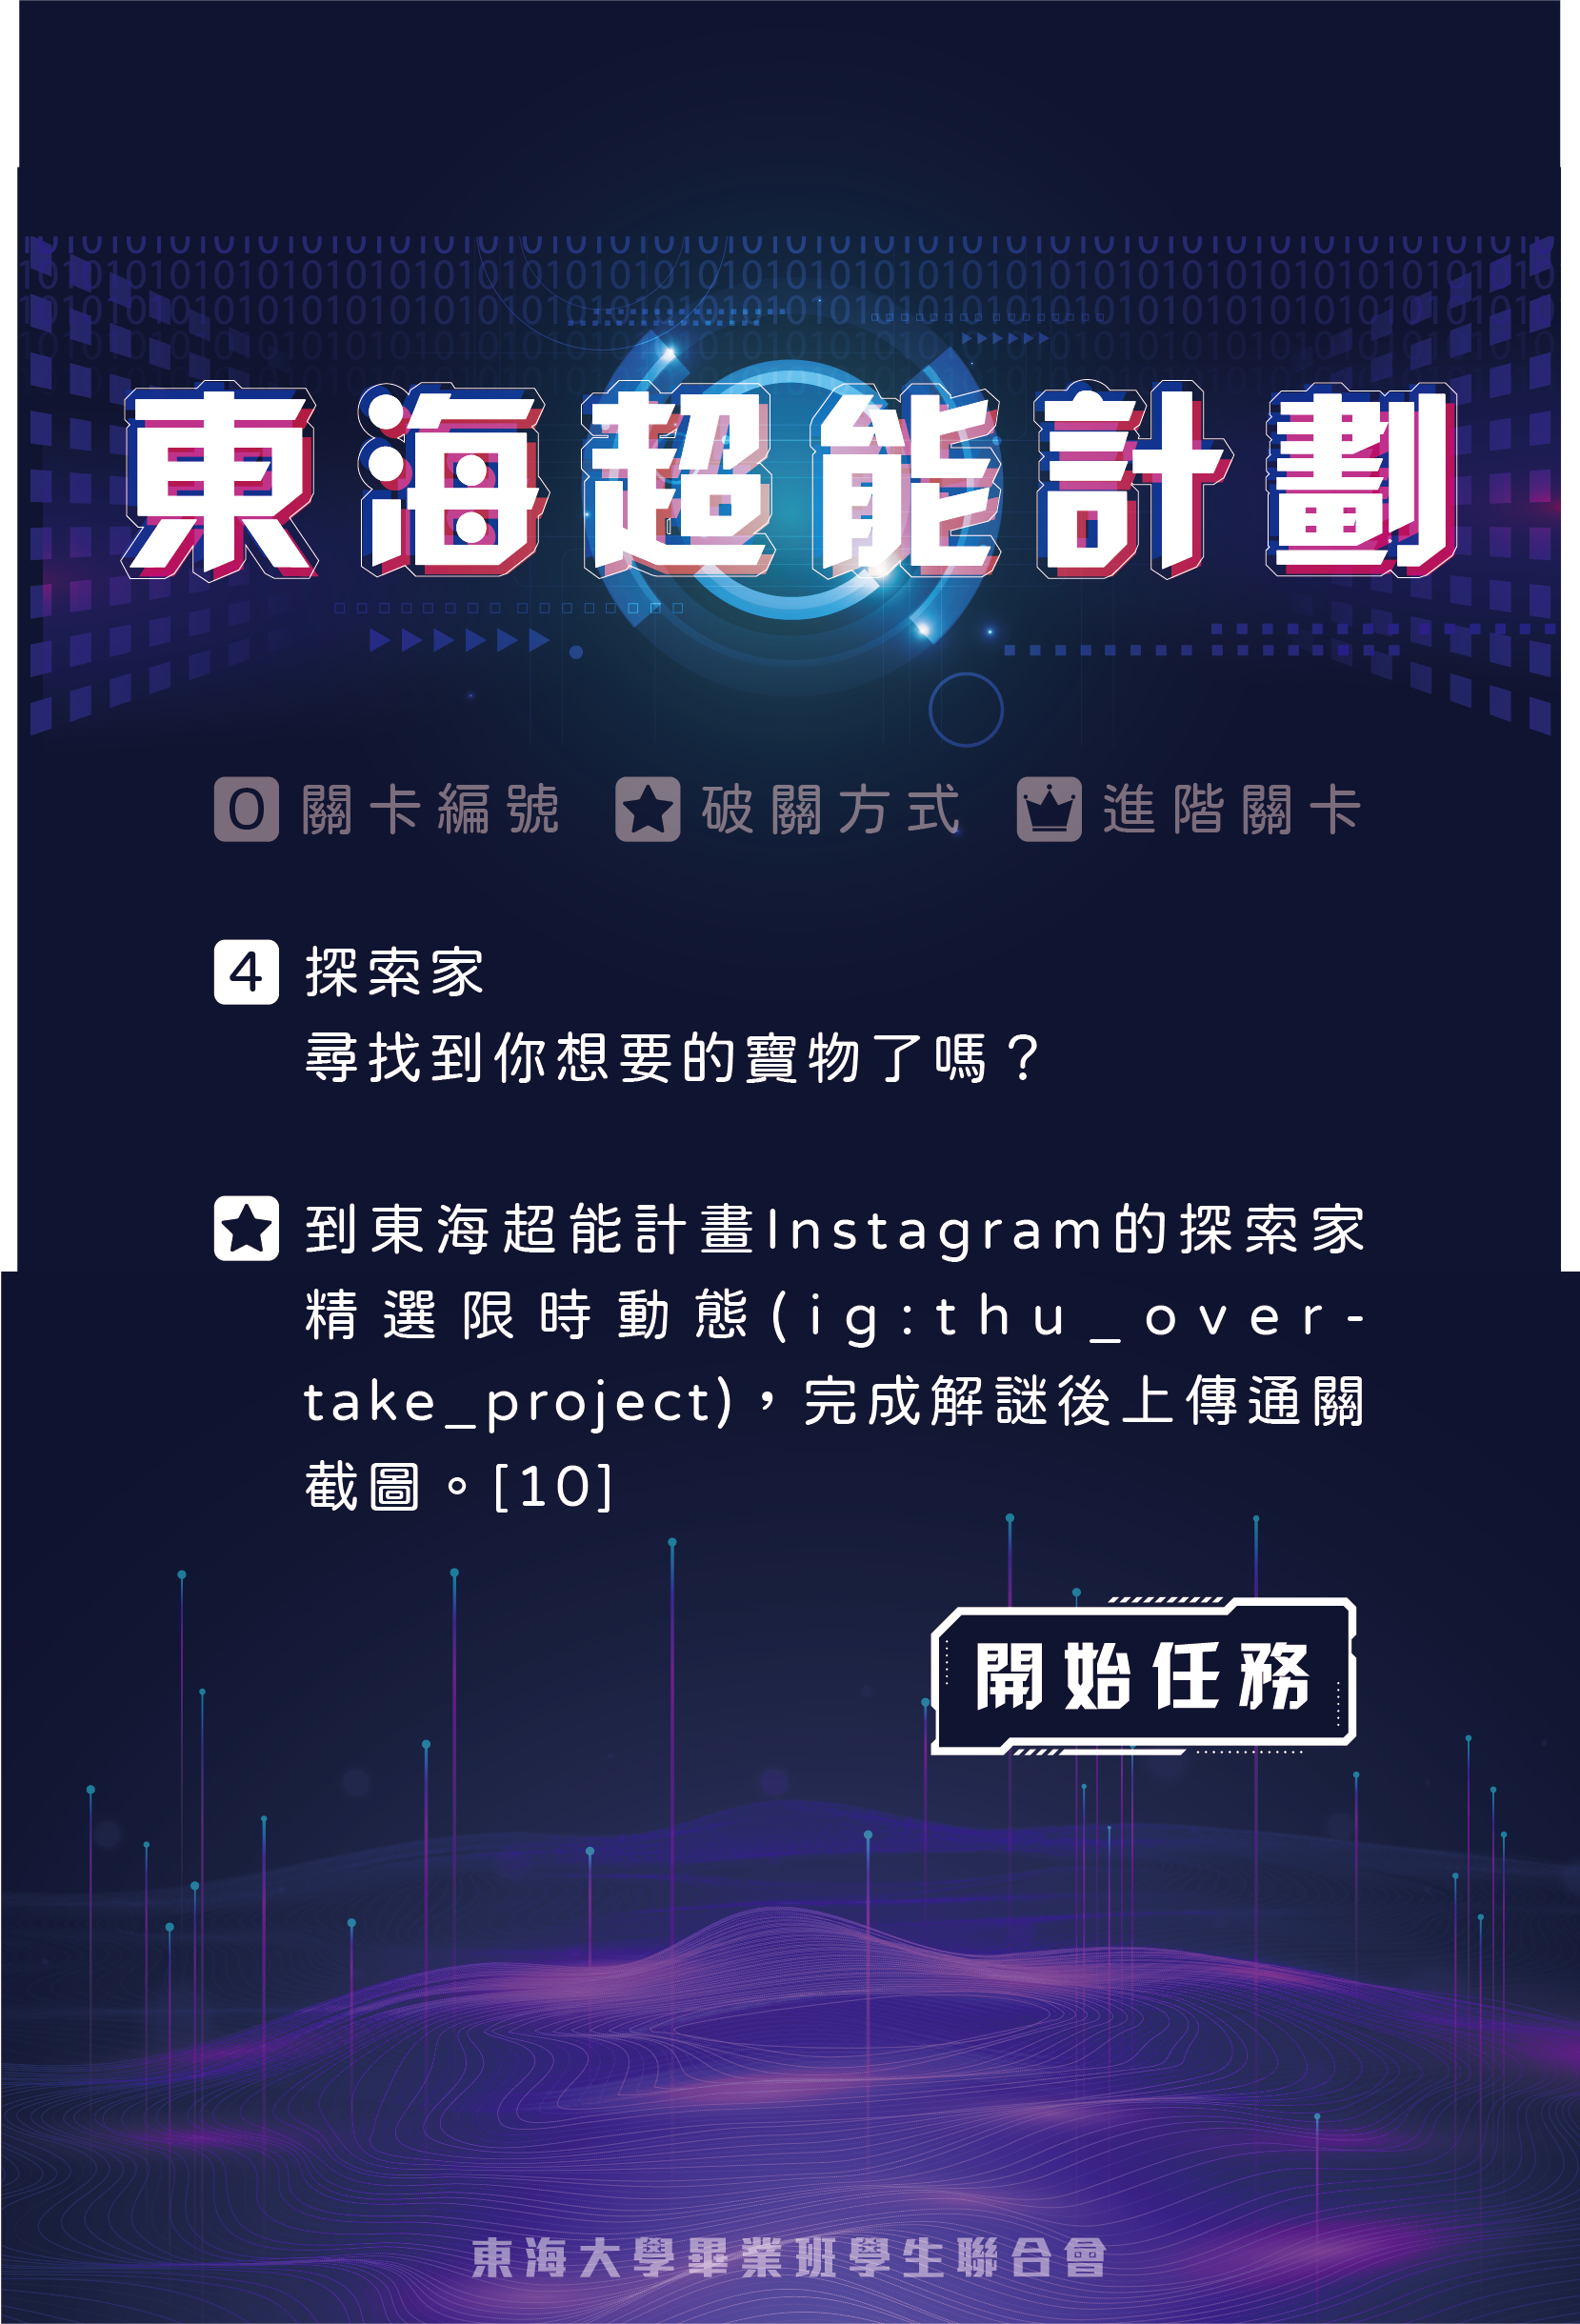 東海超能計劃
0 關卡編號 破關方式 進階關卡
4 探索家
尋找到你想要的寶物了嗎？
到東海超能計畫Instagram的探索家
精選限時動態(ig:thu_over-
take_project)，完成解謎後上傳通關
截圖。[10]
開始任務
東海大學畢業班學生聯合會